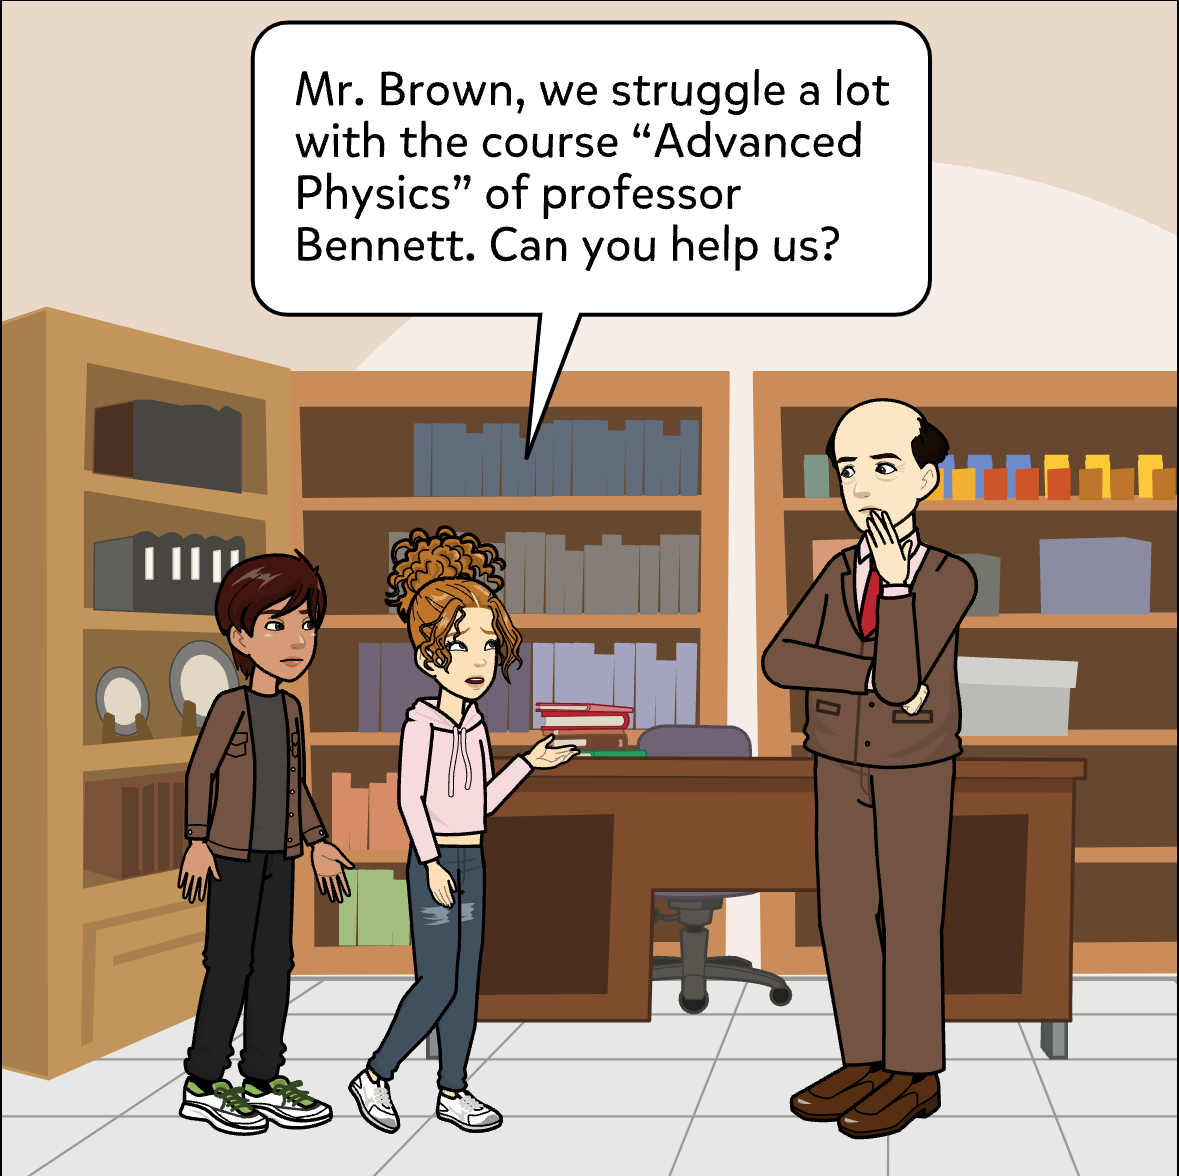 Mr. Brown, we struggle a lot
with the course “Advanced
Physics” of professor
Bennett. Can you help us?